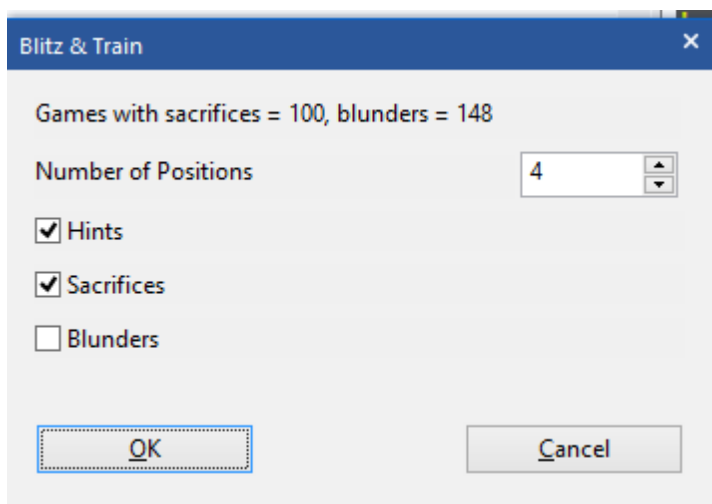 Blitz & Train
Games with sacrifices = 100, blunders = 148
Number of Positions 4
Hints
Sacrifices
Blunders
OK Cancel